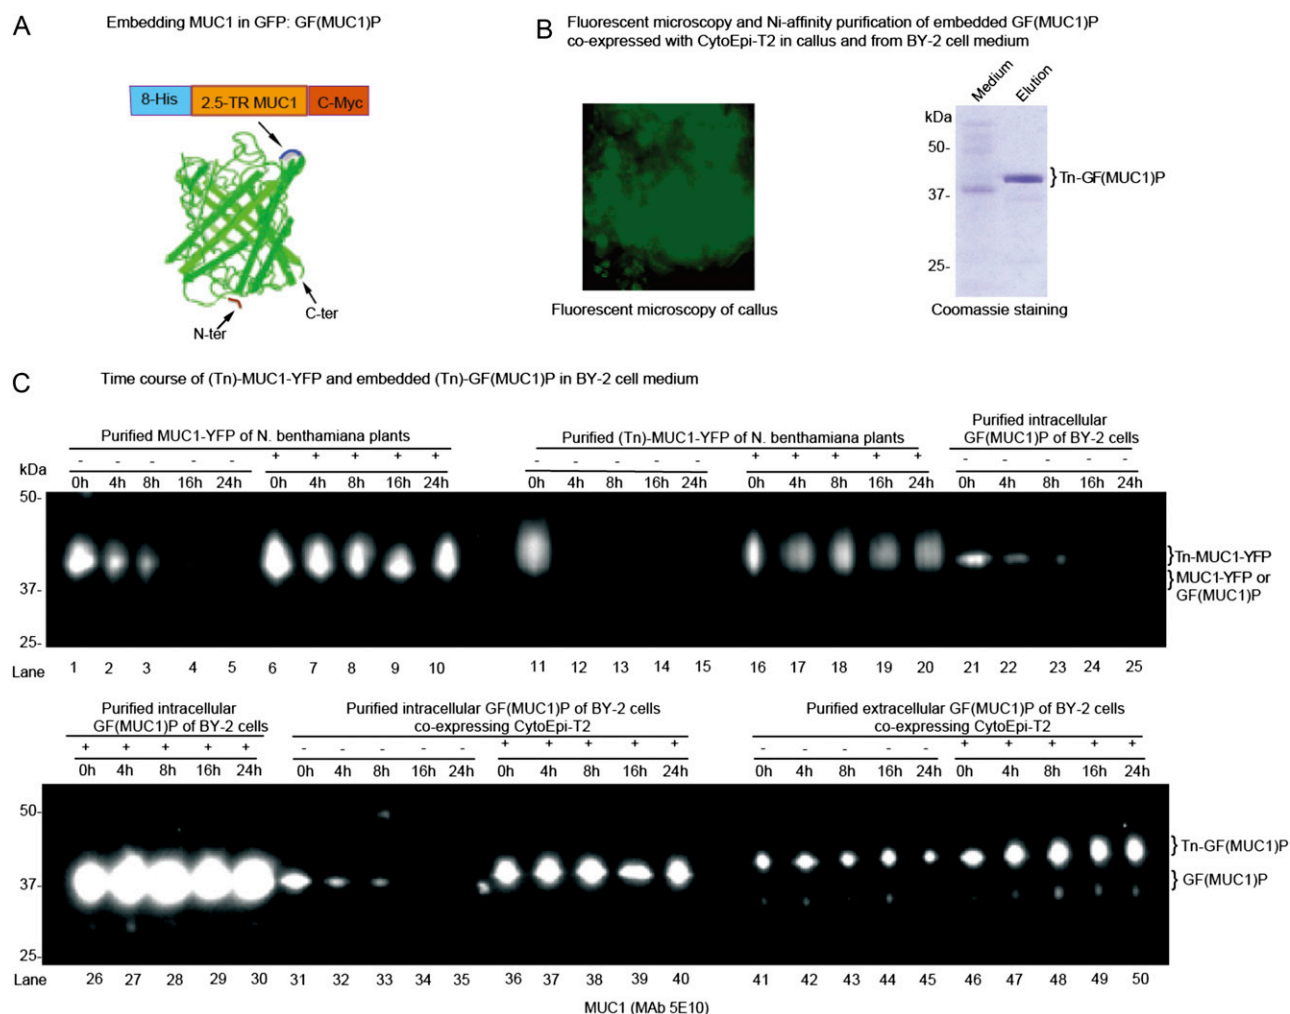 A
Embedding MUC1 in GFP: GF(MUC1)P
8-His 2.5-TR MUC1 C-Myc
C-ter
N-ter
B
Fluorescent microscopy and Ni-affinity purification of embedded GF(MUC1)P
co-expressed with CytoEpi-T2 in callus and from BY-2 cell medium
Fluorescent microscopy of callus
Medium Elution
kDa
50-
37-
25-
}Tn-GF(MUC1)P
Coomassie staining
C
Time course of (Tn)-MUC1-YFP and embedded (Tn)-GF(MUC1)P in BY-2 cell medium
Purified MUC1-YFP of N. benthamiana plants
Purified (Tn)-MUC1-YFP of N. benthamiana plants
Purified intracellular
GF(MUC1)P of BY-2 cells
- - - - - + + + + + - - - - - + + + + + - - - - -
kDa
0h 4h 8h 16h 24h 0h 4h 8h 16h 24h 0h 4h 8h 16h 24h 0h 4h 8h 16h 24h 0h 4h 8h 16h 24h
50-
37-
25-
}Tn-MUC1-YFP
}MUC1-YFP or
GF(MUC1)P
Lane 1 2 3 4 5 6 7 8 9 10 11 12 13 14 15 16 17 18 19 20 21 22 23 24 25
Purified intracellular
GF(MUC1)P of BY-2 cells
Purified intracellular GF(MUC1)P of BY-2 cells
co-expressing CytoEpi-T2
Purified extracellular GF(MUC1)P of BY-2 cells
co-expressing CytoEpi-T2
+ + + + + - - - - - + + + + + - - - - - + + + + +
0h 4h 8h 16h 24h 0h 4h 8h 16h 24h 0h 4h 8h 16h 24h 0h 4h 8h 16h 24h 0h 4h 8h 16h 24h
50-
37-
25-
} Tn-GF(MUC1)P
} GF(MUC1)P
Lane 26 27 28 29 30 31 32 33 34 35 36 37 38 39 40 41 42 43 44 45 46 47 48 49 50
MUC1 (MAb 5E10)